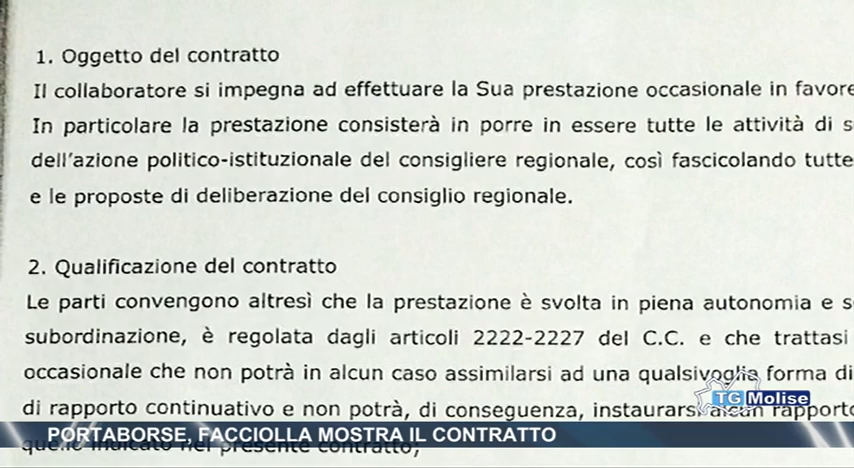 1. Oggetto del contratto
Il collaboratore si impegna ad effettuare la Sua prestazione occasionale in favore
In particolare la prestazione consisterà in porre in essere tutte le attività di s
dell'azione politico-istituzionale del consigliere regionale, così fascicolando tutte
e le proposte di deliberazione del consiglio regionale.
2. Qualificazione del contratto
Le parti convengono altresì che la prestazione è svolta in piena autonomia e s
subordinazione, è regolata dagli articoli 2222-2227 del C.C. e che trattasi
occasionale che non potrà in alcun caso assimilarsi ad una qualsivoglia forma di
di rapporto continuativo e non potrà, di conseguenza, instaurarsi alcun rapporto
TG Molise
PORTABORSE, FACCIOLLA MOSTRA IL CONTRATTO
quello indicato nel presente contratto;